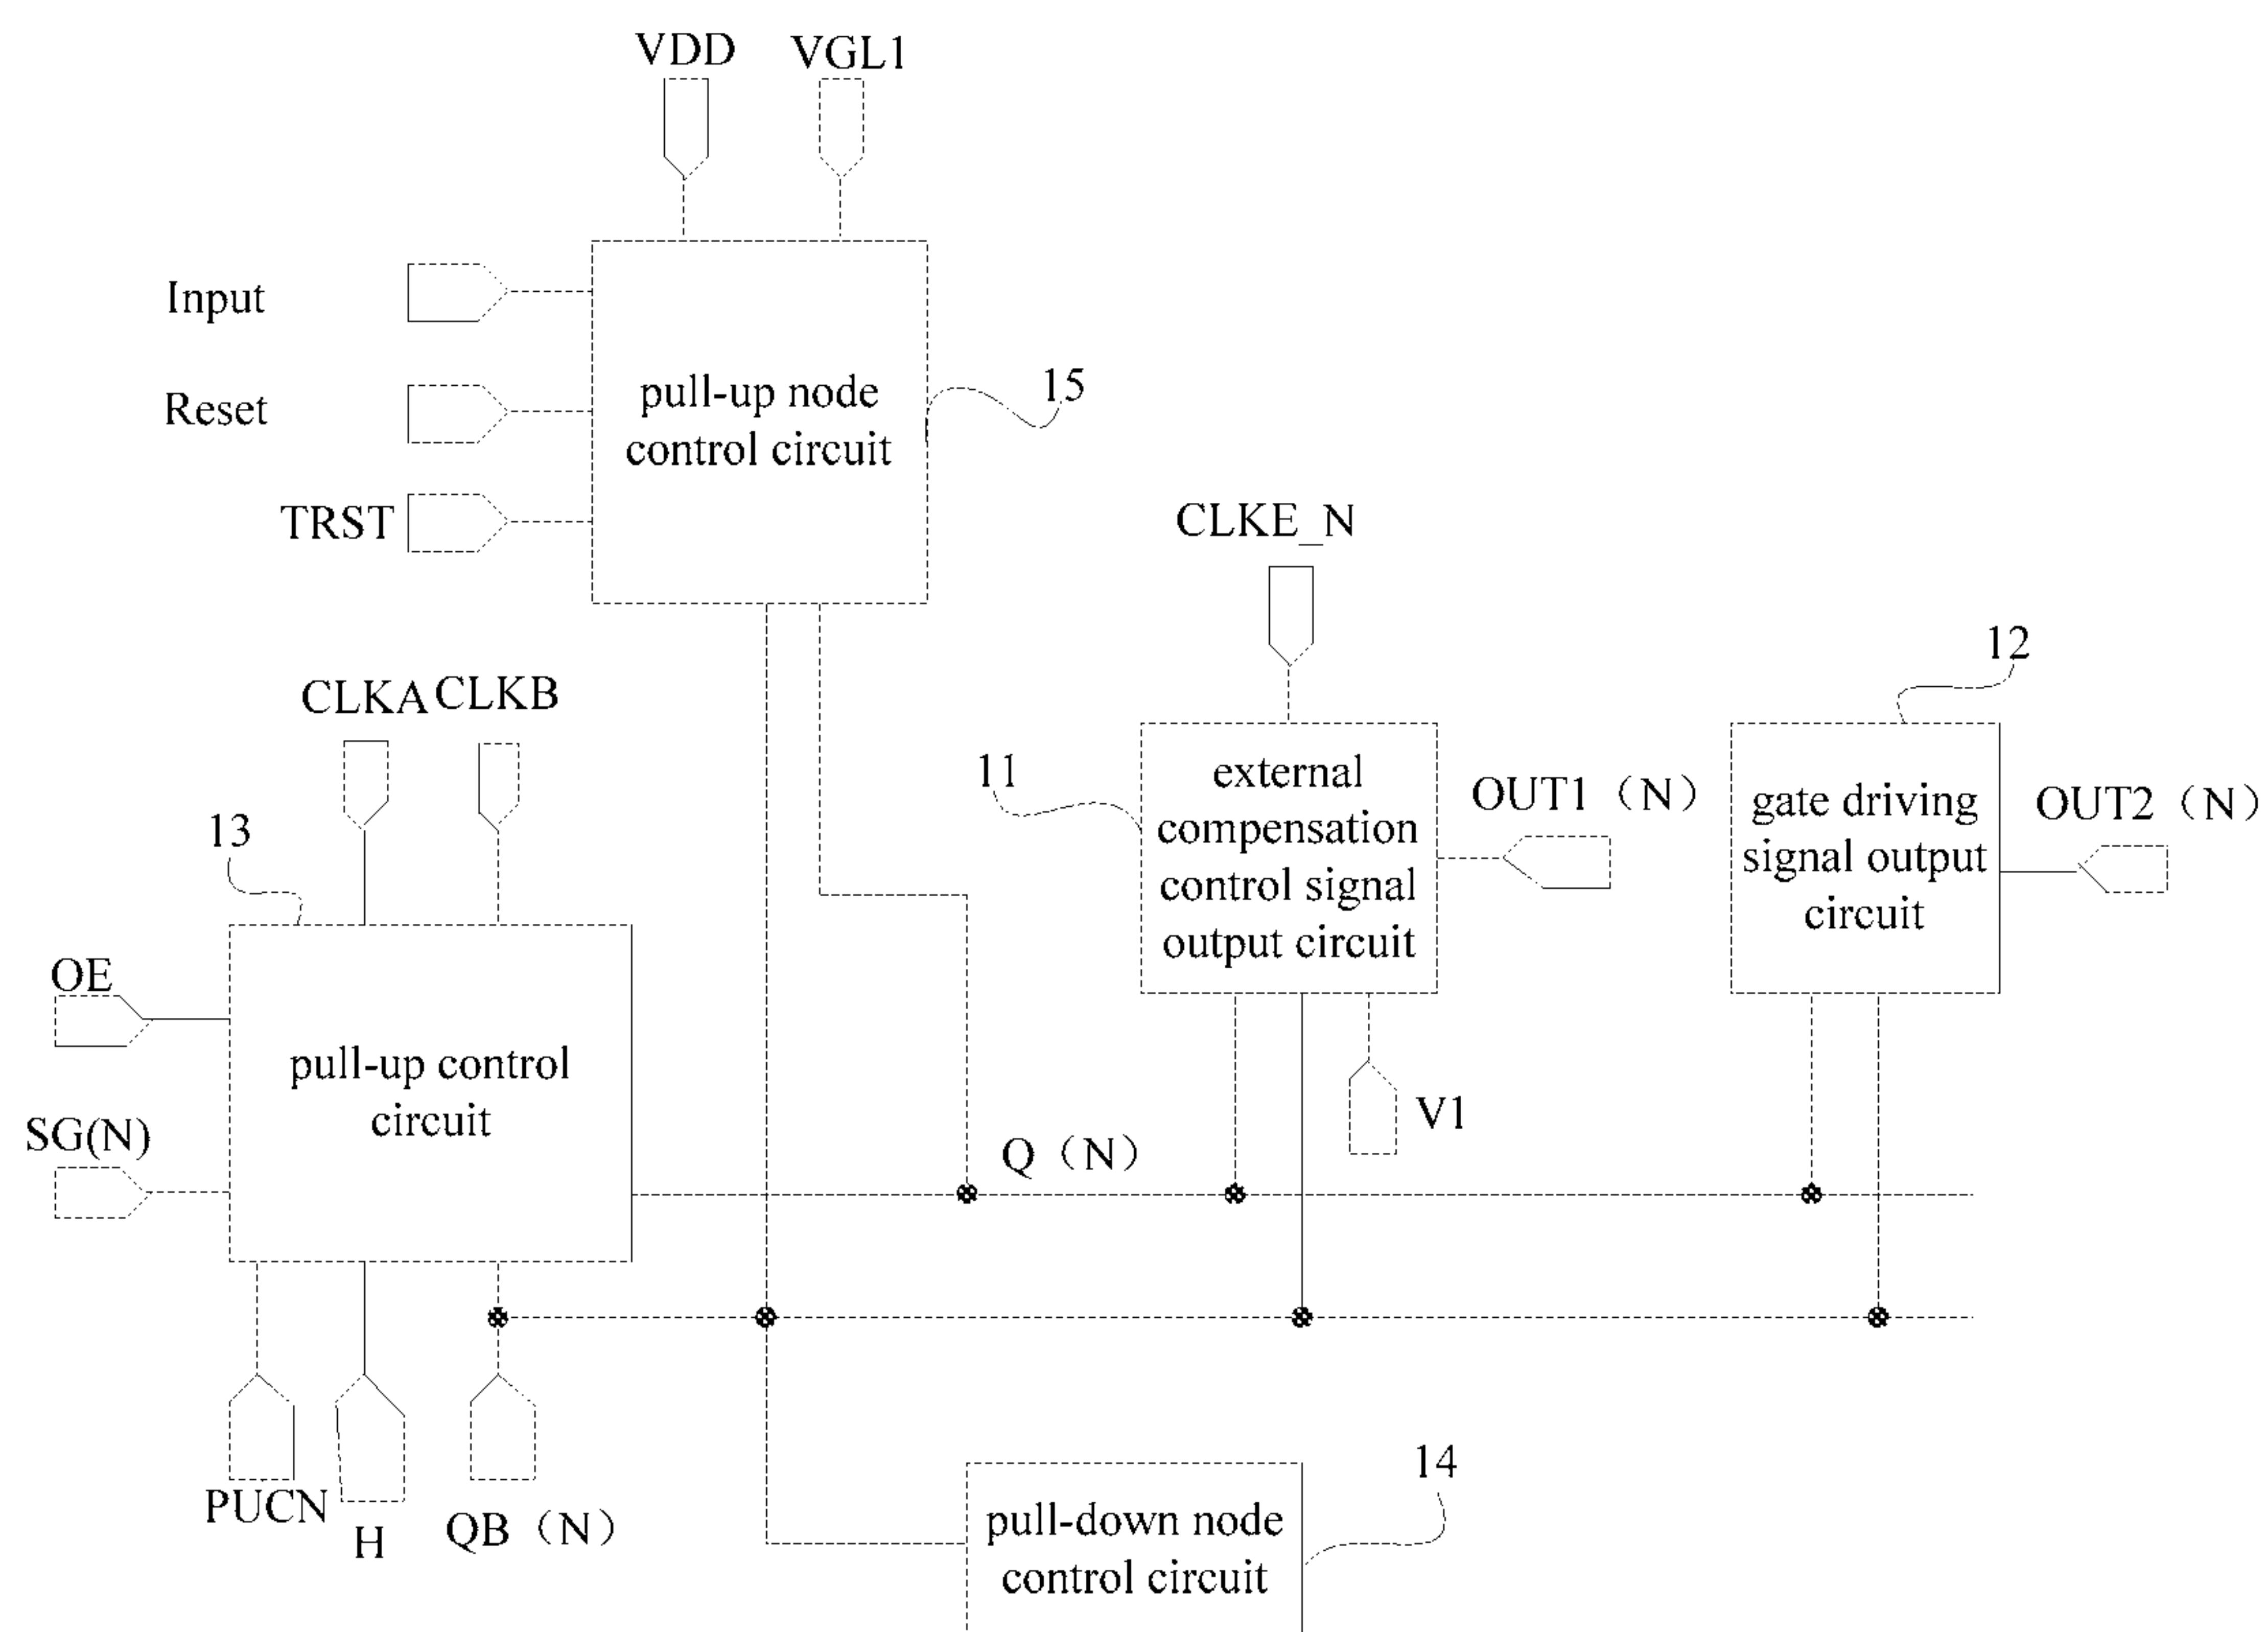 VDD
VGL1
Input
Reset
TRST
pull-up node
control circuit
15
CLKE_N
12
CLKA
CLKB
13
11
external
compensation
control signal
output circuit
OUT1（N）
gate driving
signal output
circuit
OUT2（N）
OE
pull-up control
circuit
SG(N)
V1
Q（N）
PUCN
H
QB（N）
14
pull-down node
control circuit